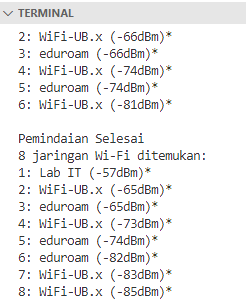 TERMINAL
2: WiFi-UB.x (-66dBm)*
3: eduroam (-66dBm)*
4: WiFi-UB.x (-74dBm)*
5: eduroam (-74dBm)*
6: WiFi-UB.x (-81dBm)*
Pemindaian Selesai
8 jaringan Wi-Fi ditemukan:
1: Lab IT (-57dBm)*
2: WiFi-UB.x (-65dBm)*
3: eduroam (-65dBm)*
4: WiFi-UB.x (-73dBm)*
5: eduroam (-74dBm)*
6: eduroam (-82dBm)*
7: WiFi-UB.x (-83dBm)*
8: WiFi-UB.x (-85dBm)*